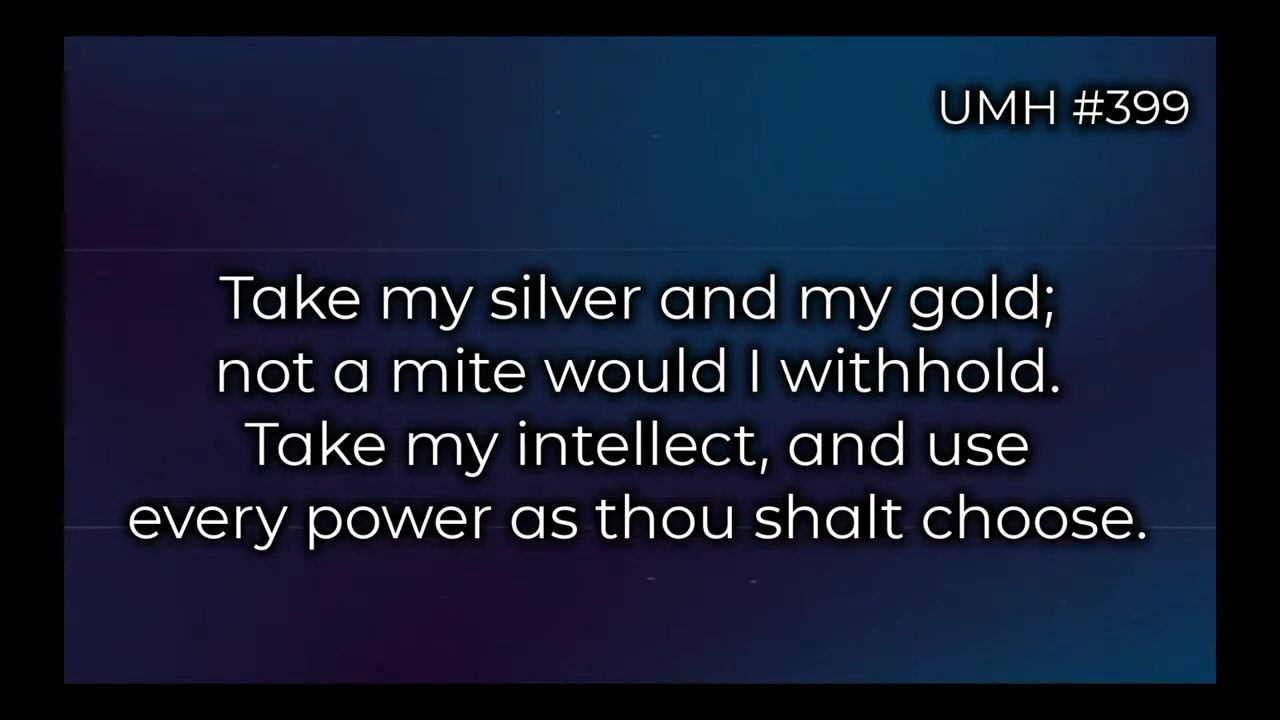 UMH #399
Take my silver and my gold;
not a mite would I withhold.
Take my intellect, and use
every power as thou shalt choose.